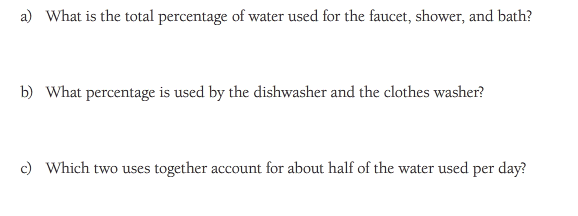 a) What is the total percentage of water used for the faucet, shower, and bath?
b) What percentage is used by the dishwasher and the clothes washer?
c) Which two uses together account for about half of the water used per day?